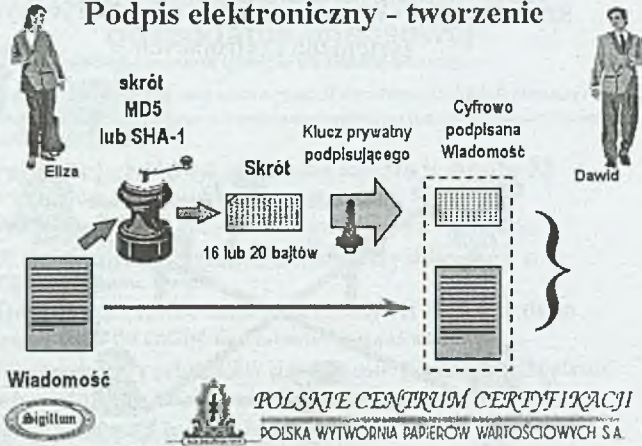 Podpis elektroniczny - tworzenie
Eliza
skrót
MD5
lub SHA-1
Skrót
16 lub 20 bajtów
Klucz prywatny
podpisującego
Cyfrowo
podpisana
Wiadomość
Dawid
Wiadomość
Sigillum
POLSKIE CENTRUM CERTYFIKACJI
POLSKA WYTWÓRNIA PAPIERÓW WARTOŚCIOWYCH S.A.